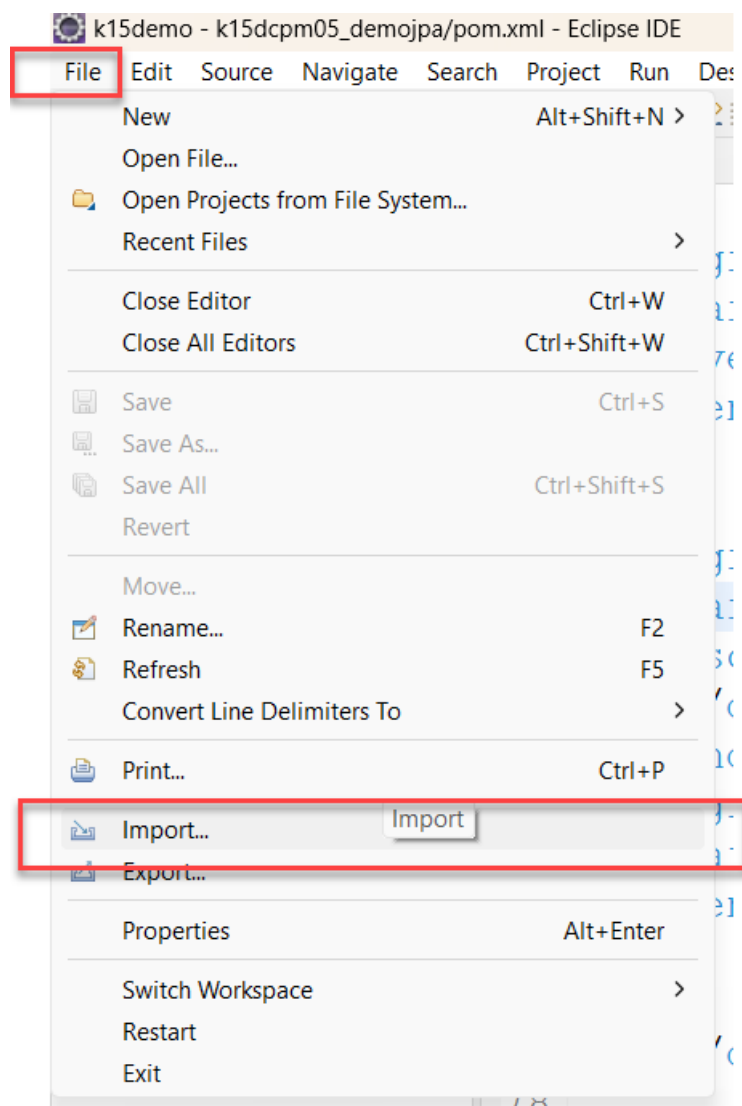 k15demo - k15dcpm05_demojpa/pom.xml - Eclipse IDE
File Edit Source Navigate Search Project Run
New Alt+Shift+N >
Open File...
Open Projects from File System...
Recent Files >
Close Editor Ctrl+W
Close All Editors Ctrl+Shift+W
Save Ctrl+S
Save As...
Save All Ctrl+Shift+S
Revert
Move...
Rename... F2
Refresh F5
Convert Line Delimiters To >
Print... Ctrl+P
Import... Import
Export...
Properties Alt+Enter
Switch Workspace >
Restart
Exit